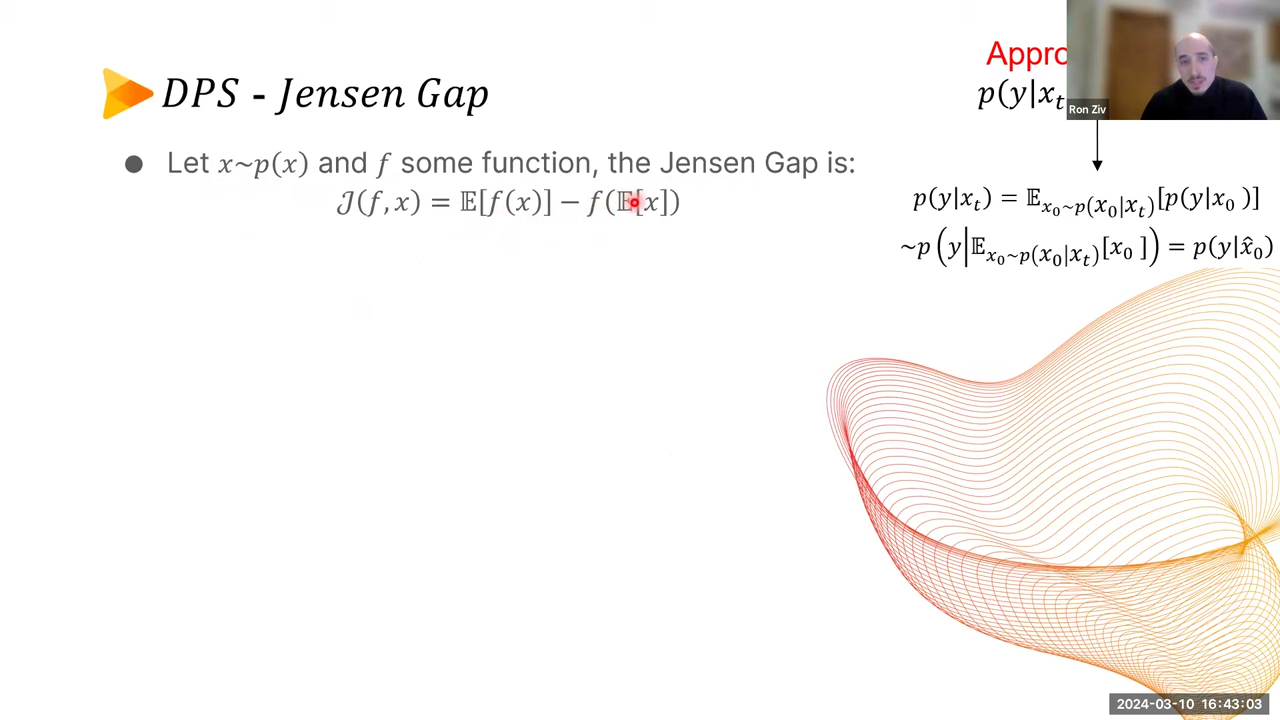 DPS - Jensen Gap
● Let x~p(x) and f some function, the Jensen Gap is:
𝒥(f, x) = 𝔼[f(x)] − f(𝔼[x])
Appro
p(y|x_t
Ron Ziv
p(y|x_t) = 𝔼_{x_0~p(x_0|x_t)}[p(y|x_0 )]
~p(y|𝔼_{x_0~p(x_0|x_t)}[x_0 ]) = p(y|x̂_0)
2024-03-10 16:43:03